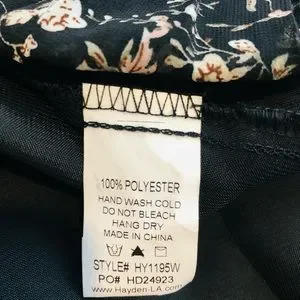 100% POLYESTER
HAND WASH COLD
DO NOT BLEACH
HANG DRY
MADE IN CHINA
STYLE# HY1195W
PO# HD24923
www.Hayden-LA.com